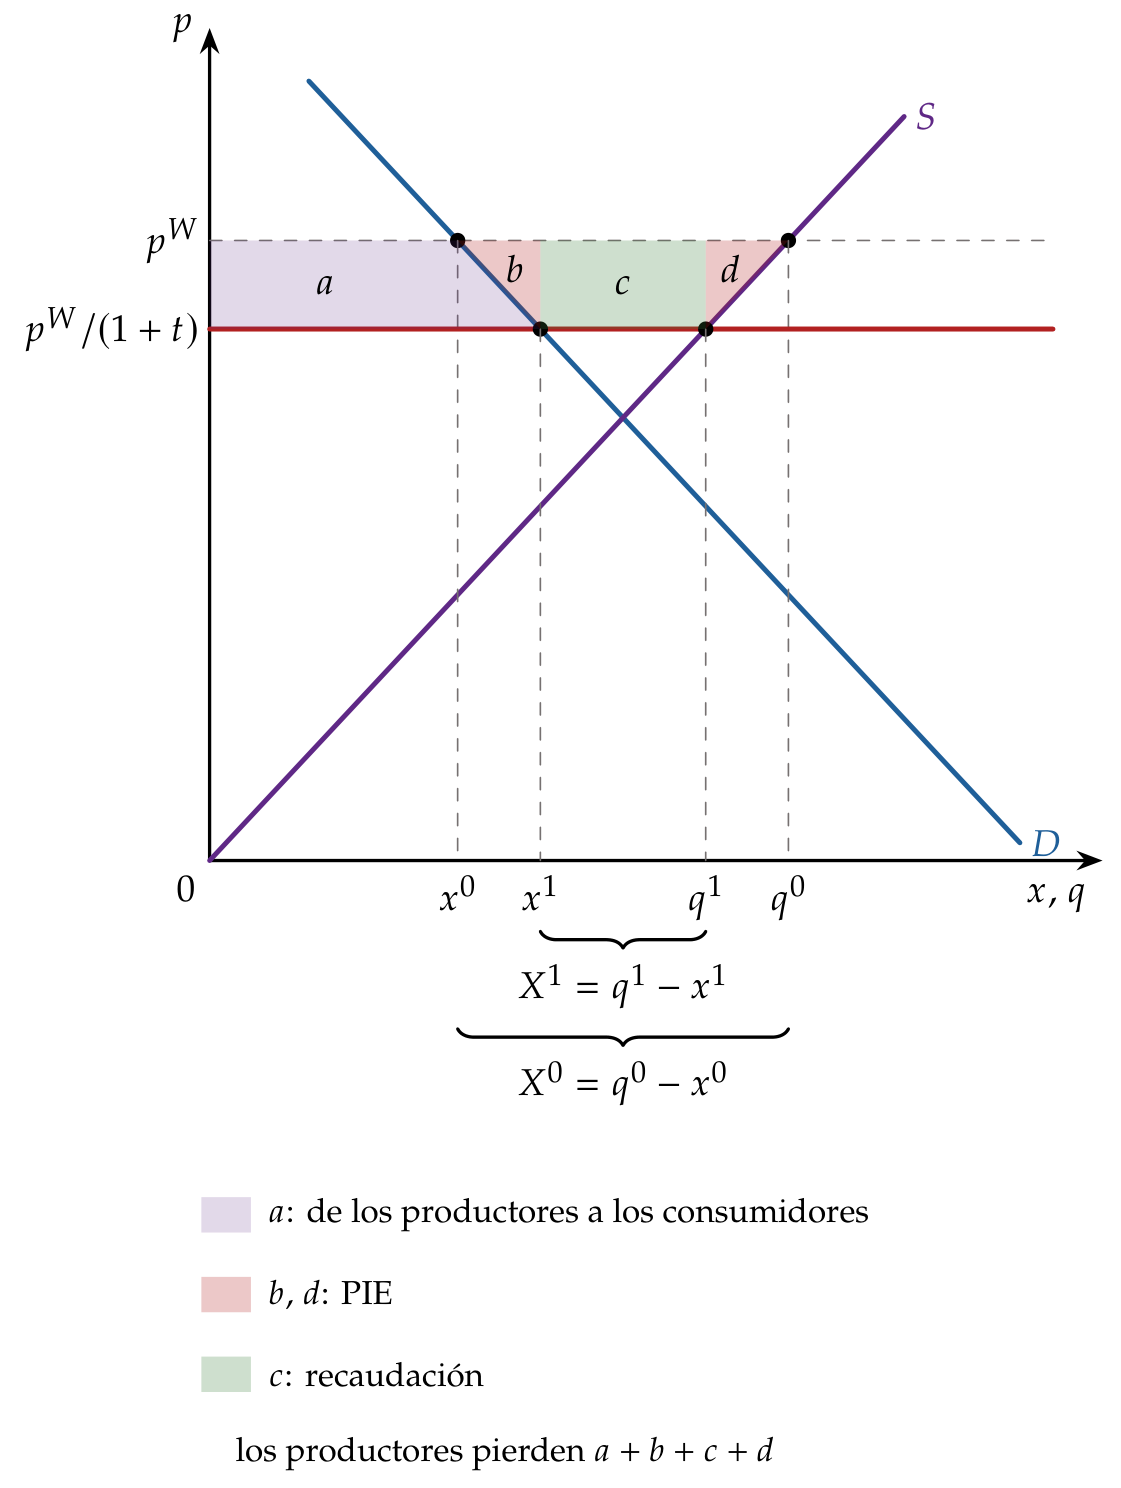 p
S
p^W
a
b
c
d
p^W/(1 + t)
D
0
x^0
x^1
q^1
q^0
x, q
X^1 = q^1 − x^1
X^0 = q^0 − x^0
a: de los productores a los consumidores
b, d: PIE
c: recaudación
los productores pierden a + b + c + d